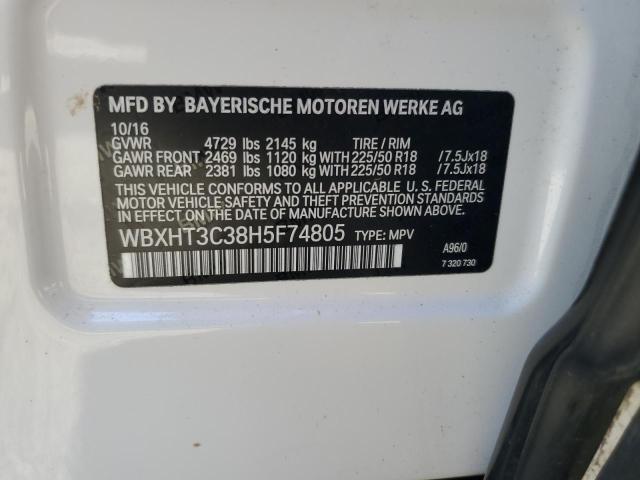 MFD BY BAYERISCHE MOTOREN WERKE AG
10/16
GVWR 4729 lbs 2145 kg TIRE / RIM
GAWR FRONT 2469 lbs 1120 kg WITH 225/50 R18 /7.5Jx18
GAWR REAR 2381 lbs 1080 kg WITH 225/50 R18 /7.5Jx18
THIS VEHICLE CONFORMS TO ALL APPLICABLE U. S. FEDERAL
MOTOR VEHICLE SAFETY AND THEFT PREVENTION STANDARDS
IN EFFECT ON THE DATE OF MANUFACTURE SHOWN ABOVE.
WBXHT3C38H5F74805 TYPE: MPV A96/0
7 320 730